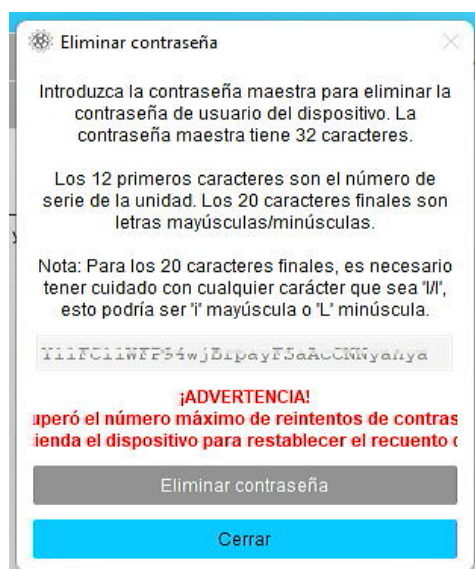 Eliminar contraseña
Introduzca la contraseña maestra para eliminar la
contraseña de usuario del dispositivo. La
contraseña maestra tiene 32 caracteres.
Los 12 primeros caracteres son el número de
serie de la unidad. Los 20 caracteres finales son
letras mayúsculas/minúsculas.
Nota: Para los 20 caracteres finales, es necesario
tener cuidado con cualquier carácter que sea 'I/l',
esto podría ser 'i' mayúscula o 'L' minúscula.
¡ADVERTENCIA!
uperó el número máximo de reintentos de contras
ienda el dispositivo para restablecer el recuento
Eliminar contraseña
Cerrar